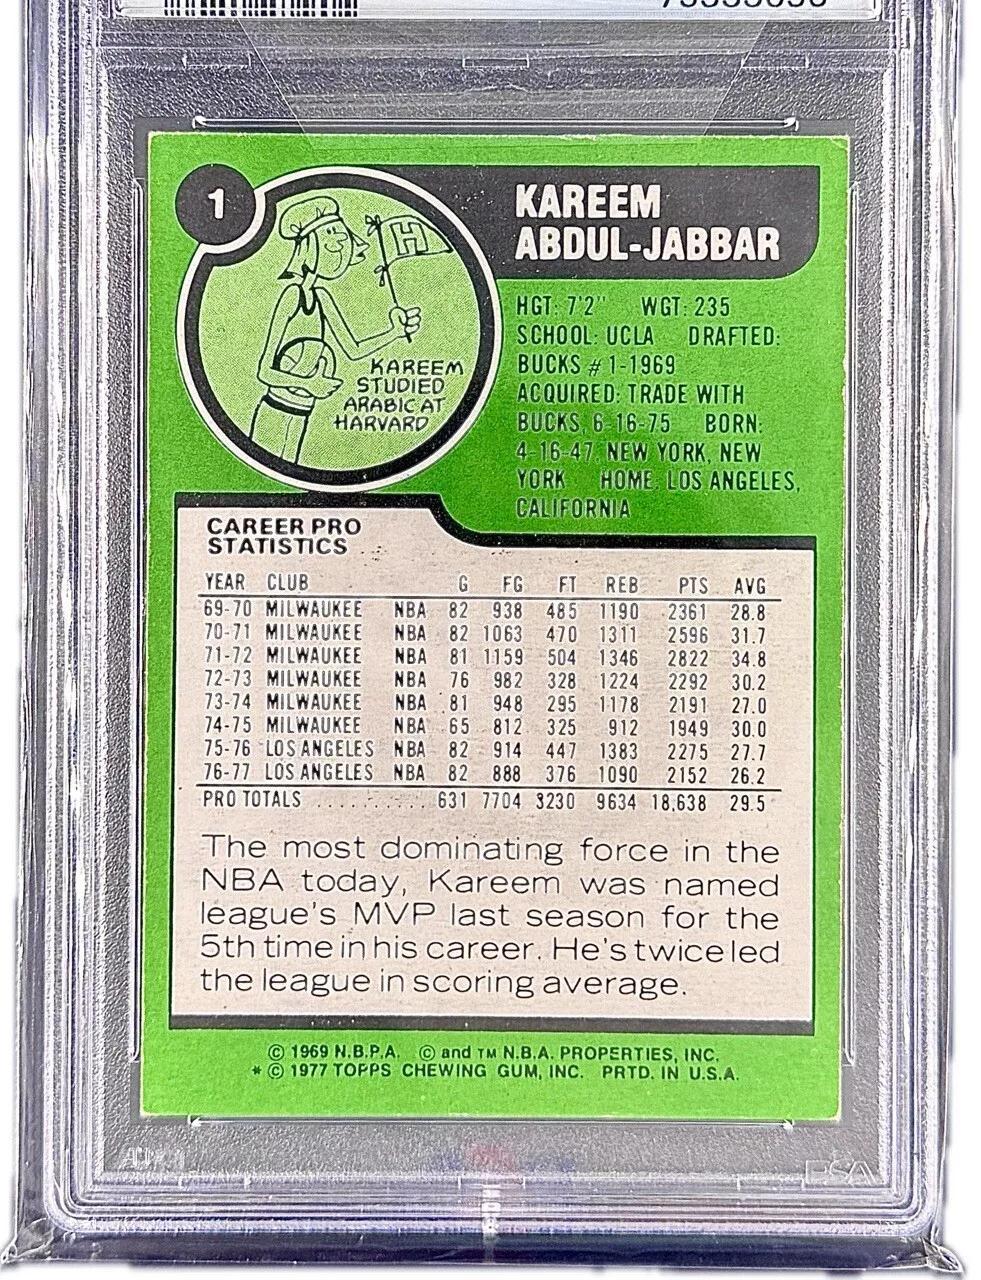 1
KAREEM
ABDUL-JABBAR
HGT: 7'2" WGT: 235
SCHOOL: UCLA DRAFTED:
BUCKS #1-1969
ACQUIRED: TRADE WITH
BUCKS, 6-16-75 BORN:
4-16-47, NEW YORK, NEW
YORK HOME: LOS ANGELES,
CALIFORNIA
H
KAREEM
STUDIED
ARABIC AT
HARVARD
CAREER PRO
STATISTICS
YEAR CLUB G FG FT REB PTS AVG
69-70 MILWAUKEE NBA 82 938 485 1190 2361 28.8
70-71 MILWAUKEE NBA 82 1063 470 1311 2596 31.7
71-72 MILWAUKEE NBA 81 1159 504 1346 2822 34.8
72-73 MILWAUKEE NBA 76 982 328 1224 2292 30.2
73-74 MILWAUKEE NBA 81 948 295 1178 2191 27.0
74-75 MILWAUKEE NBA 65 812 325 912 1949 30.0
75-76 LOS ANGELES NBA 82 914 447 1383 2275 27.7
76-77 LOS ANGELES NBA 82 888 376 1090 2152 26.2
PRO TOTALS .......... 631 7704 3230 9634 18,638 29.5
The most dominating force in the
NBA today, Kareem was named
league's MVP last season for the
5th time in his career. He's twice led
the league in scoring average.
© 1969 N.B.P.A. © and TM N.B.A. PROPERTIES, INC.
* © 1977 TOPPS CHEWING GUM, INC. PRTD. IN U.S.A.
PSA